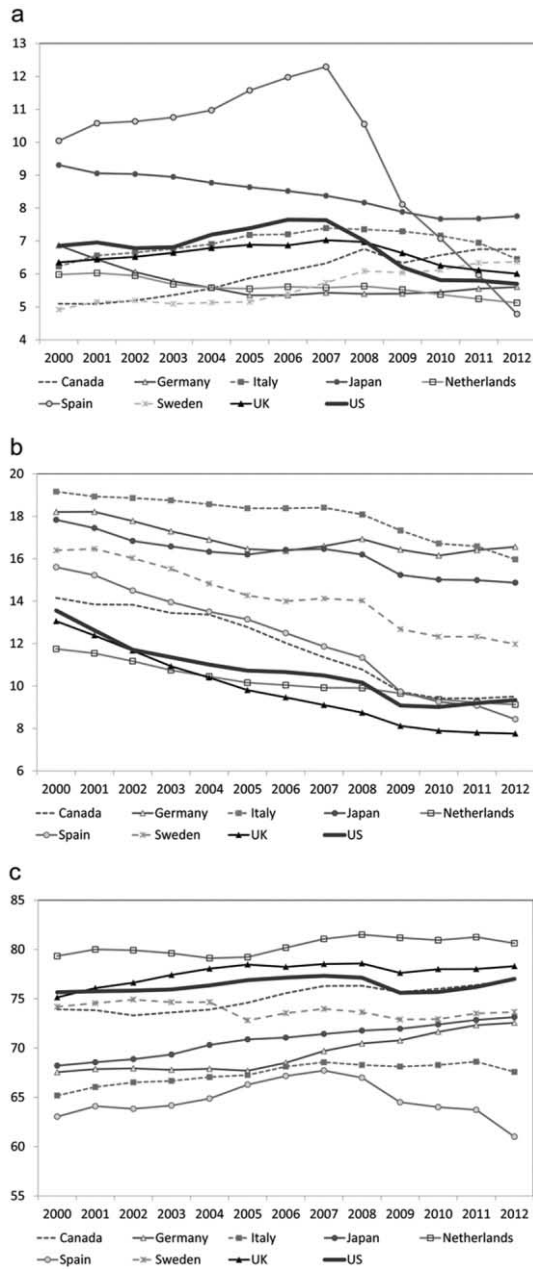 a
13
12
11
10
9
8
7
6
5
4
2000 2001 2002 2003 2004 2005 2006 2007 2008 2009 2010 2011 2012
Canada Germany Italy Japan Netherlands
Spain Sweden UK US
b
20
18
16
14
12
10
8
6
2000 2001 2002 2003 2004 2005 2006 2007 2008 2009 2010 2011 2012
Canada Germany Italy Japan Netherlands
Spain Sweden UK US
c
85
80
75
70
65
60
55
2000 2001 2002 2003 2004 2005 2006 2007 2008 2009 2010 2011 2012
Canada Germany Italy Japan Netherlands
Spain Sweden UK US